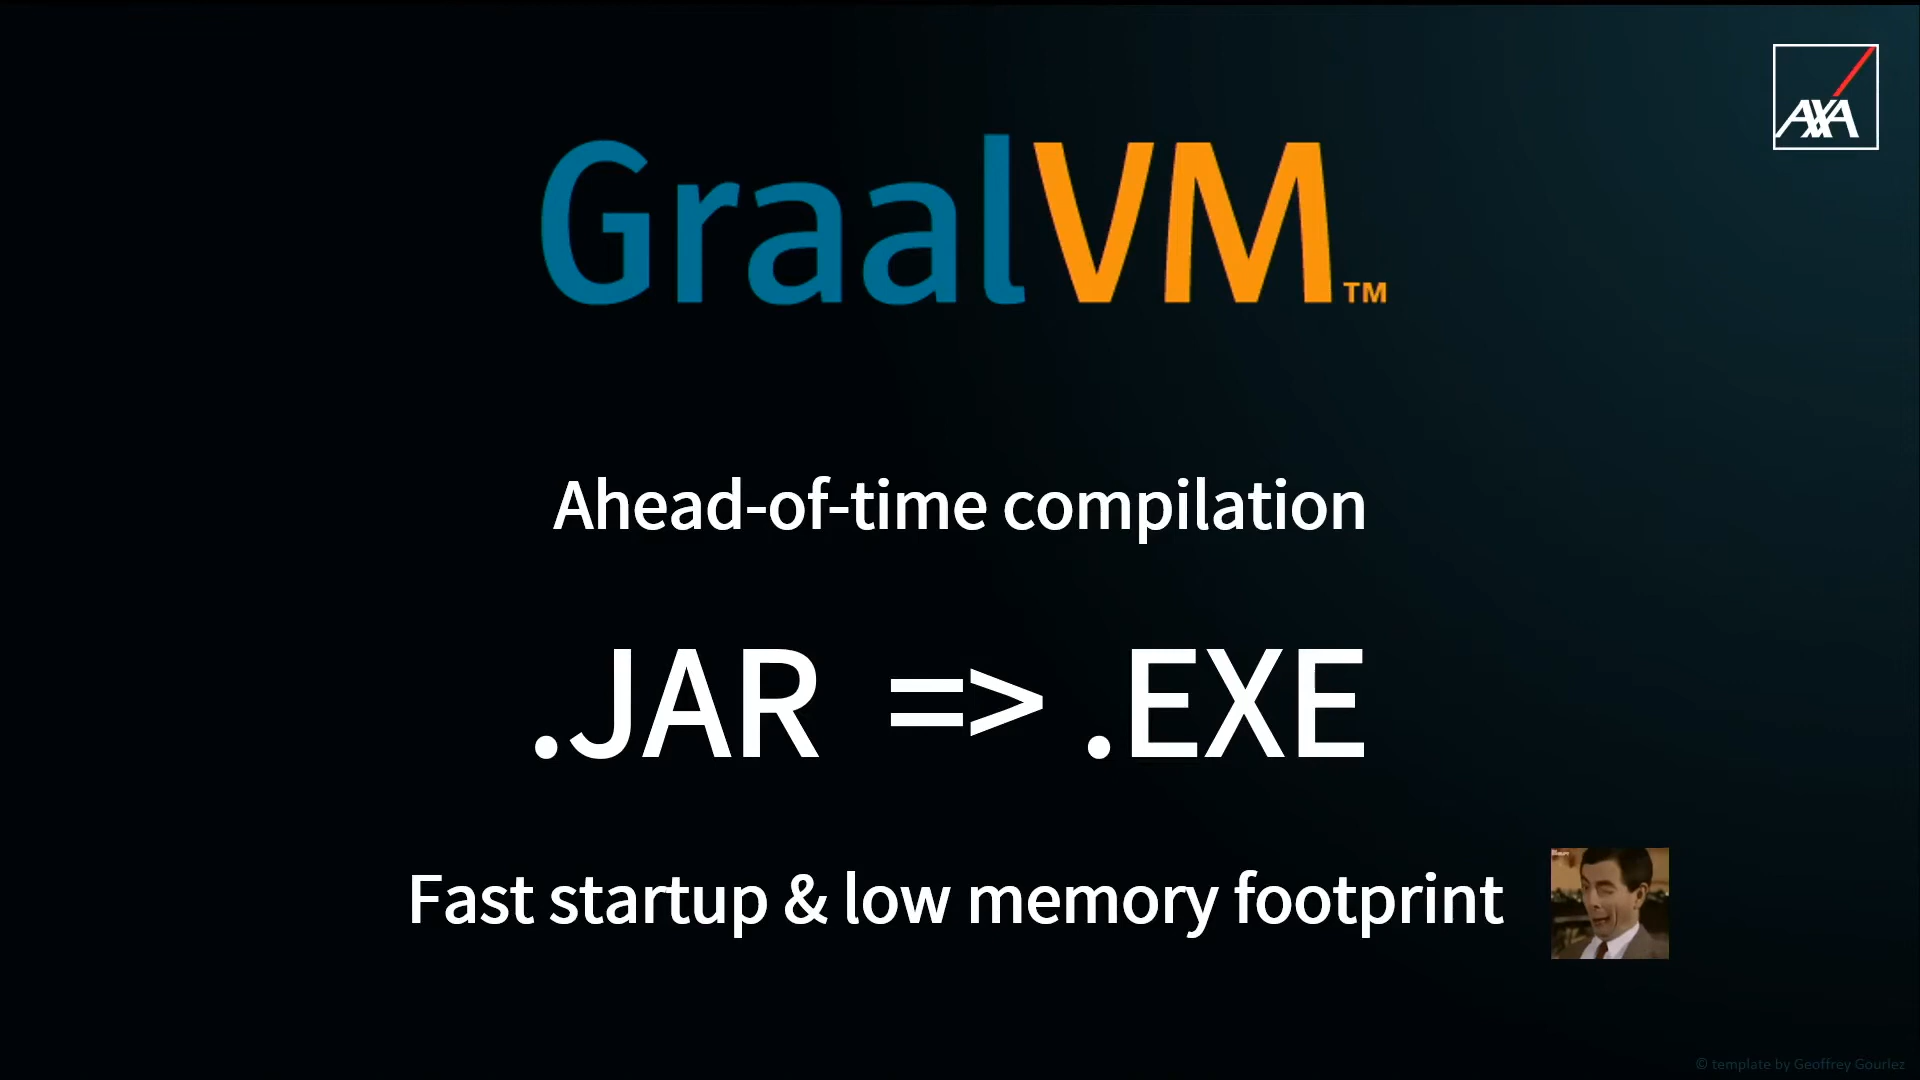 AXA
GraalVM™
Ahead-of-time compilation
.JAR => .EXE
Fast startup & low memory footprint
© template by Geoffrey Gourlez